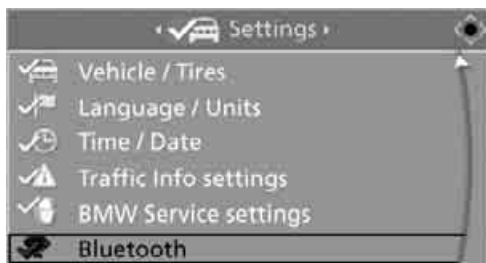 Settings
Vehicle / Tires
Language / Units
Time / Date
Traffic Info settings
BMW Service settings
Bluetooth